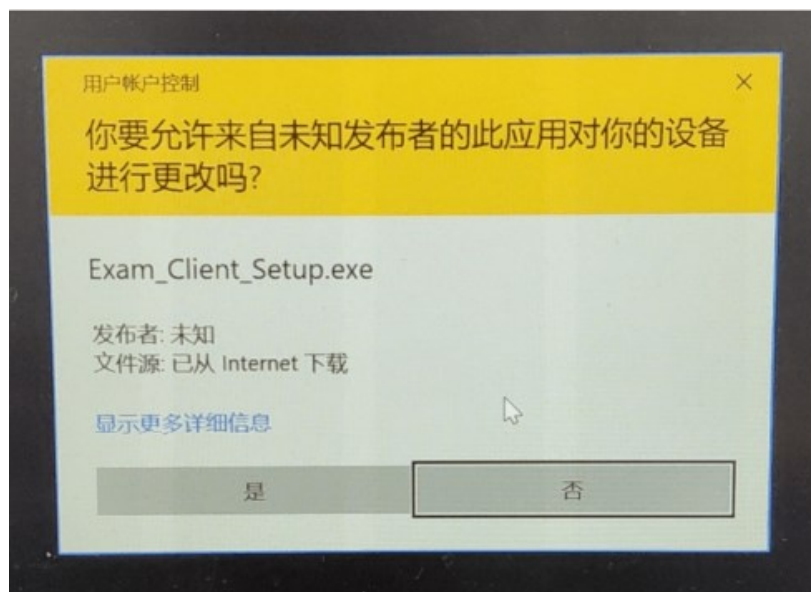 用户帐户控制
你要允许来自未知发布者的此应用对你的设备
进行更改吗?
Exam_Client_Setup.exe
发布者: 未知
文件源: 已从 Internet 下载
显示更多详细信息
是
否